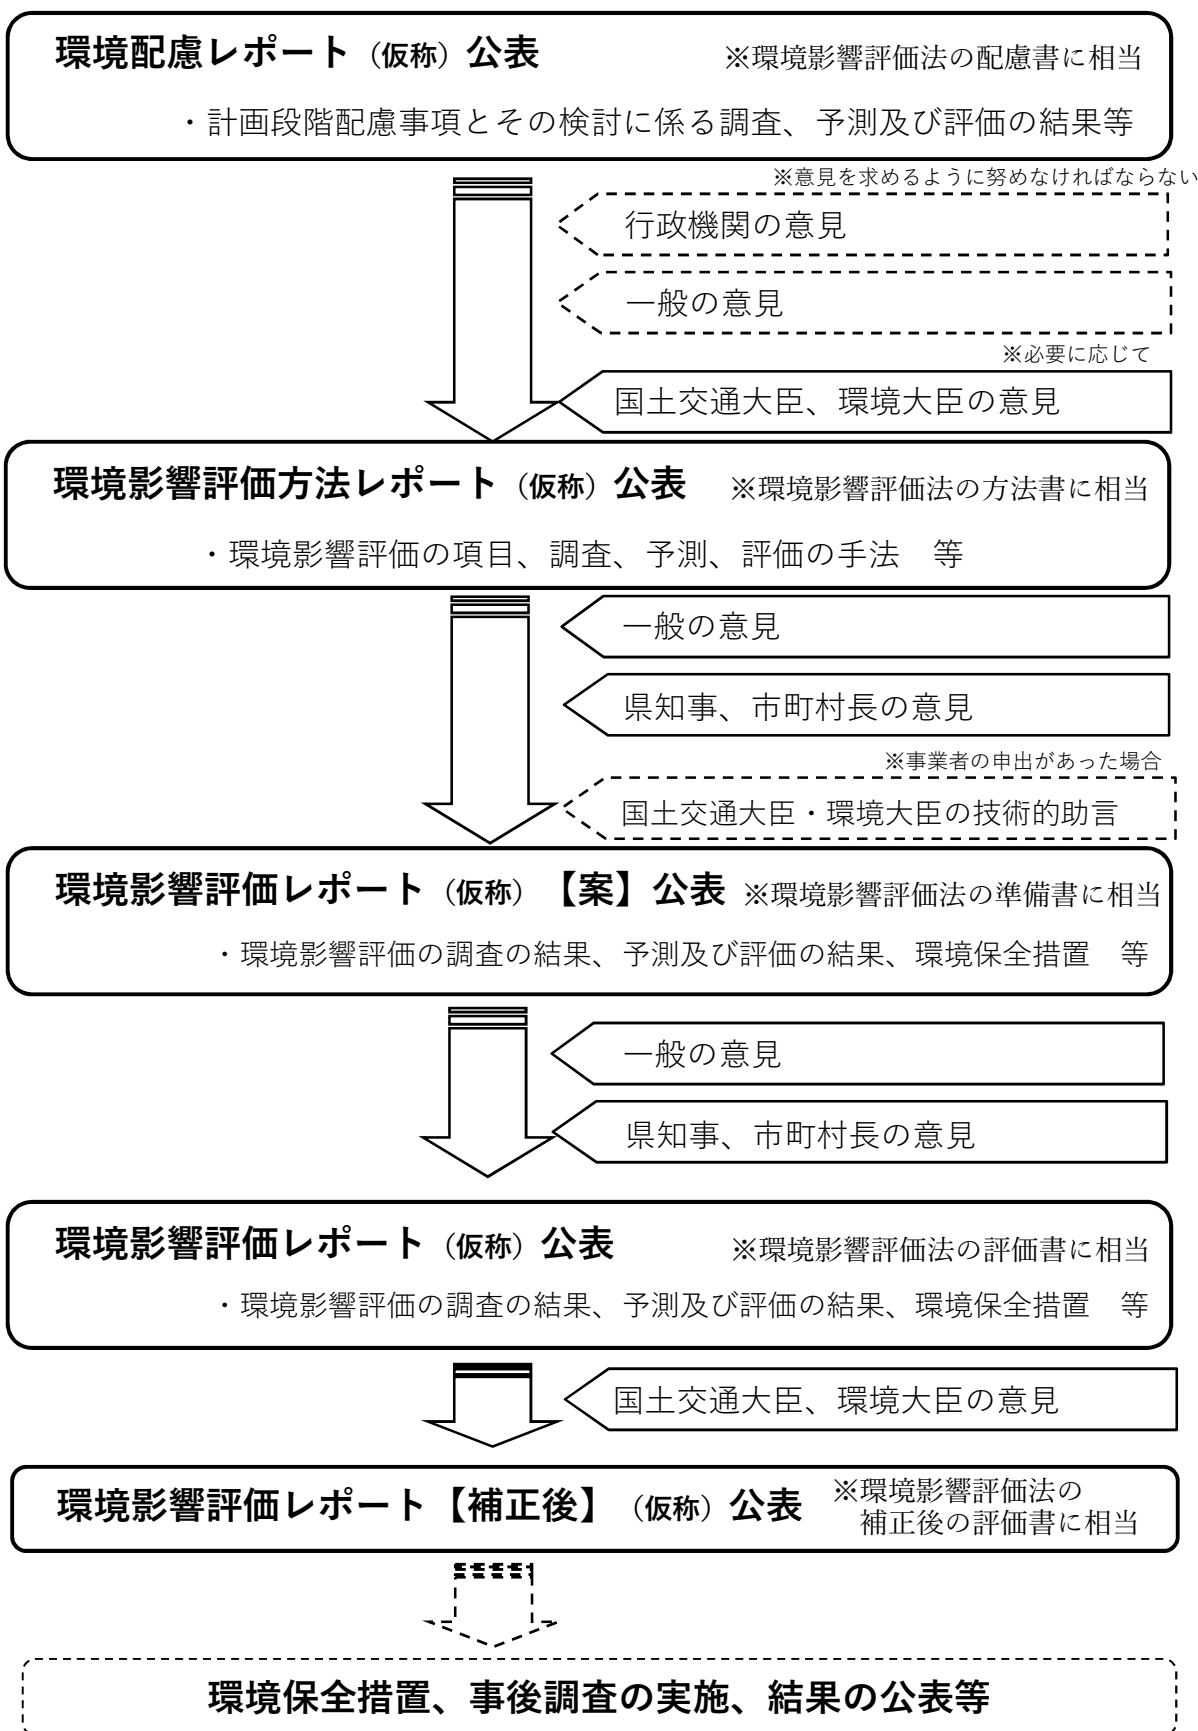 環境配慮レポート（仮称）公表　※環境影響評価法の配慮書に相当
・計画段階配慮事項とその検討に係る調査、予測及び評価の結果等
※意見を求めるように努めなければならない
行政機関の意見
一般の意見
※必要に応じて
国土交通大臣、環境大臣の意見
環境影響評価方法レポート（仮称）公表　※環境影響評価法の方法書に相当
・環境影響評価の項目、調査、予測、評価の手法　等
一般の意見
県知事、市町村長の意見
※事業者の申出があった場合
国土交通大臣・環境大臣の技術的助言
環境影響評価レポート（仮称）【案】公表　※環境影響評価法の準備書に相当
・環境影響評価の調査の結果、予測及び評価の結果、環境保全措置　等
一般の意見
県知事、市町村長の意見
環境影響評価レポート（仮称）公表　※環境影響評価法の評価書に相当
・環境影響評価の調査の結果、予測及び評価の結果、環境保全措置　等
国土交通大臣、環境大臣の意見
環境影響評価レポート【補正後】（仮称）公表
※環境影響評価法の
補正後の評価書に相当
環境保全措置、事後調査の実施、結果の公表等